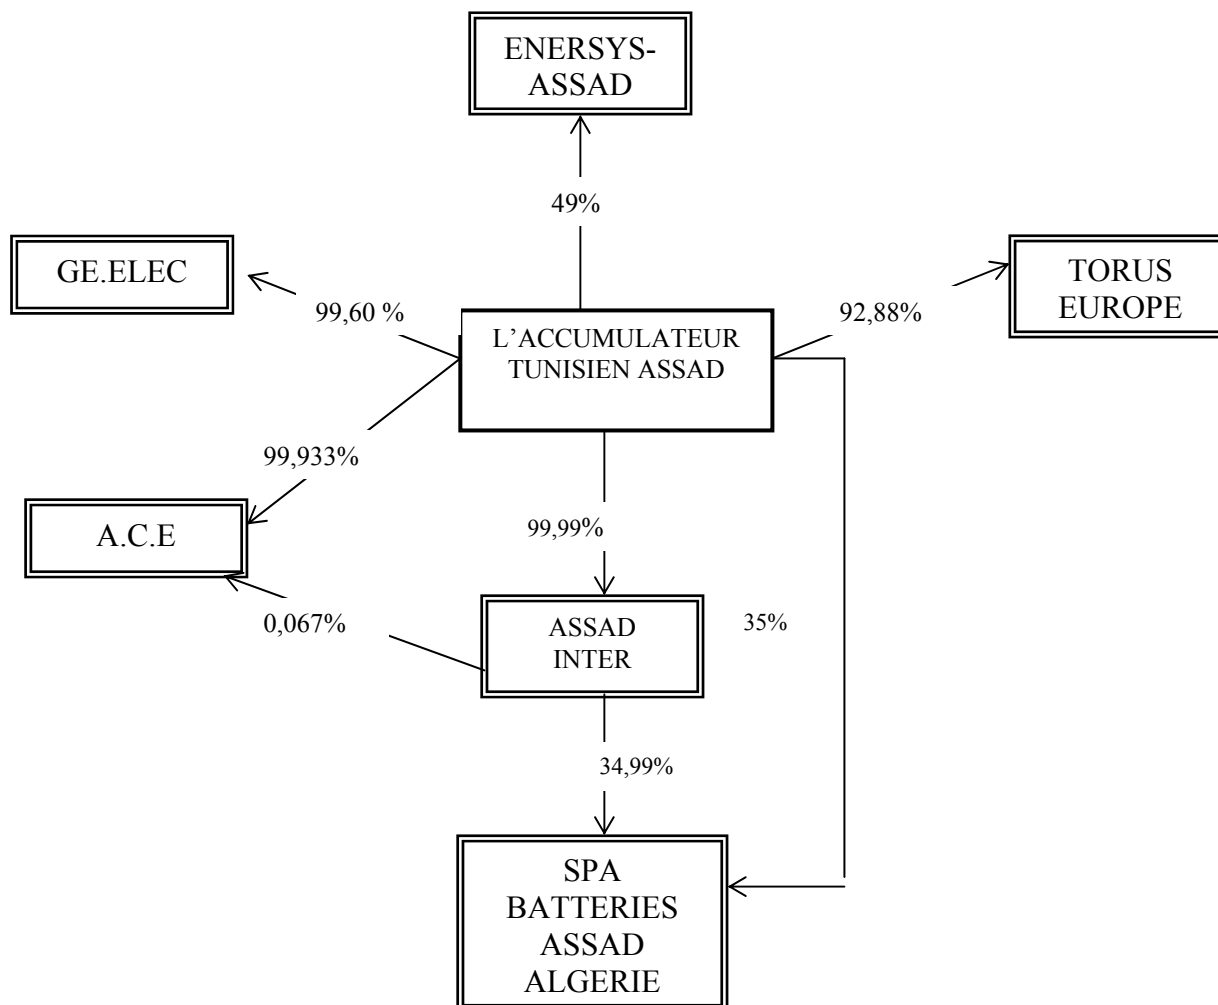 ENERSYS-
ASSAD
49%
GE.ELEC
TORUS
EUROPE
99,60 %
92,88%
L’ACCUMULATEUR
TUNISIEN ASSAD
99,933%
A.C.E
99,99%
0,067%
ASSAD
INTER
35%
34,99%
SPA
BATTERIES
ASSAD
ALGERIE